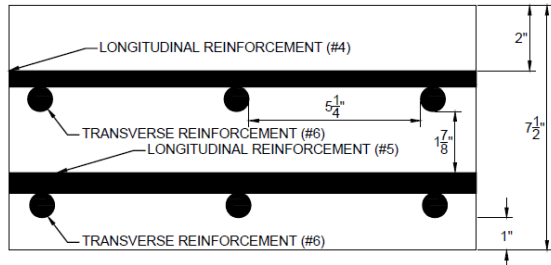 LONGITUDINAL REINFORCEMENT (#4)
2"
5 1/4"
TRANSVERSE REINFORCEMENT (#6)
1 7/8"
7 1/2"
LONGITUDINAL REINFORCEMENT (#5)
TRANSVERSE REINFORCEMENT (#6)
1"